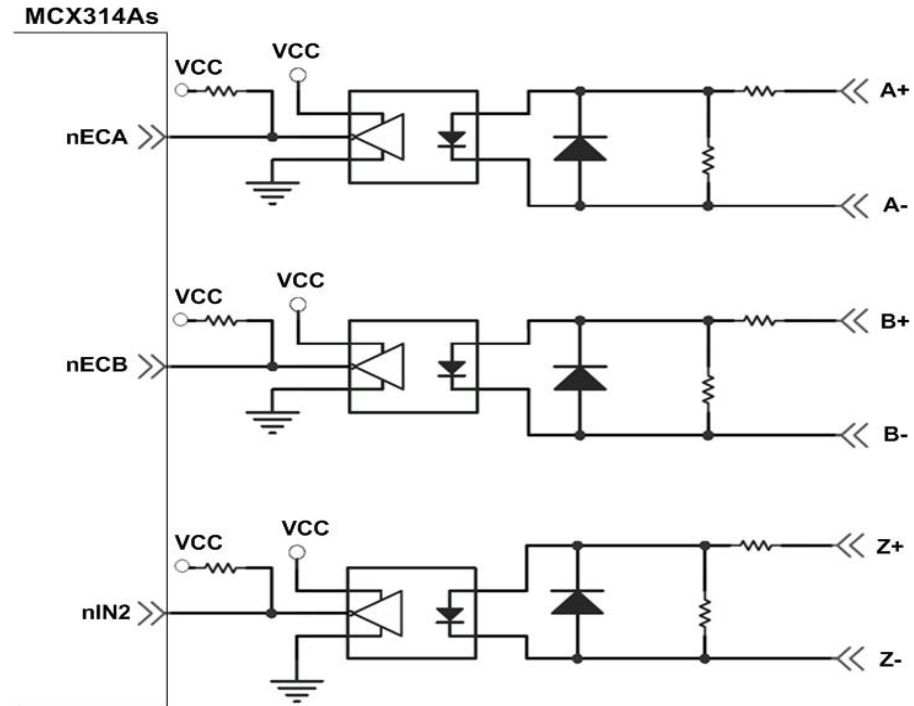 MCX314As
VCC
VCC
A+
nECA
A-
VCC
VCC
B+
nECB
B-
VCC
VCC
Z+
nIN2
Z-